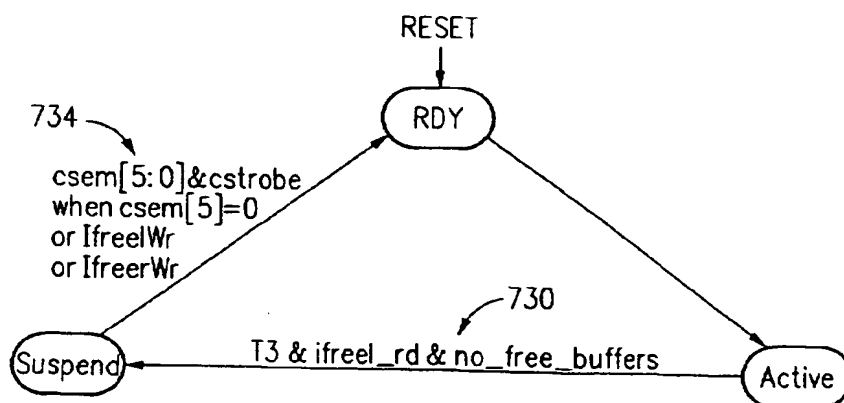 RESET
RDY
734
csem[5:0]&cstrobe
when csem[5]=0
or IfreelWr
or IfreerWr
730
T3 & ifreel_rd & no_free_buffers
Suspend
Active